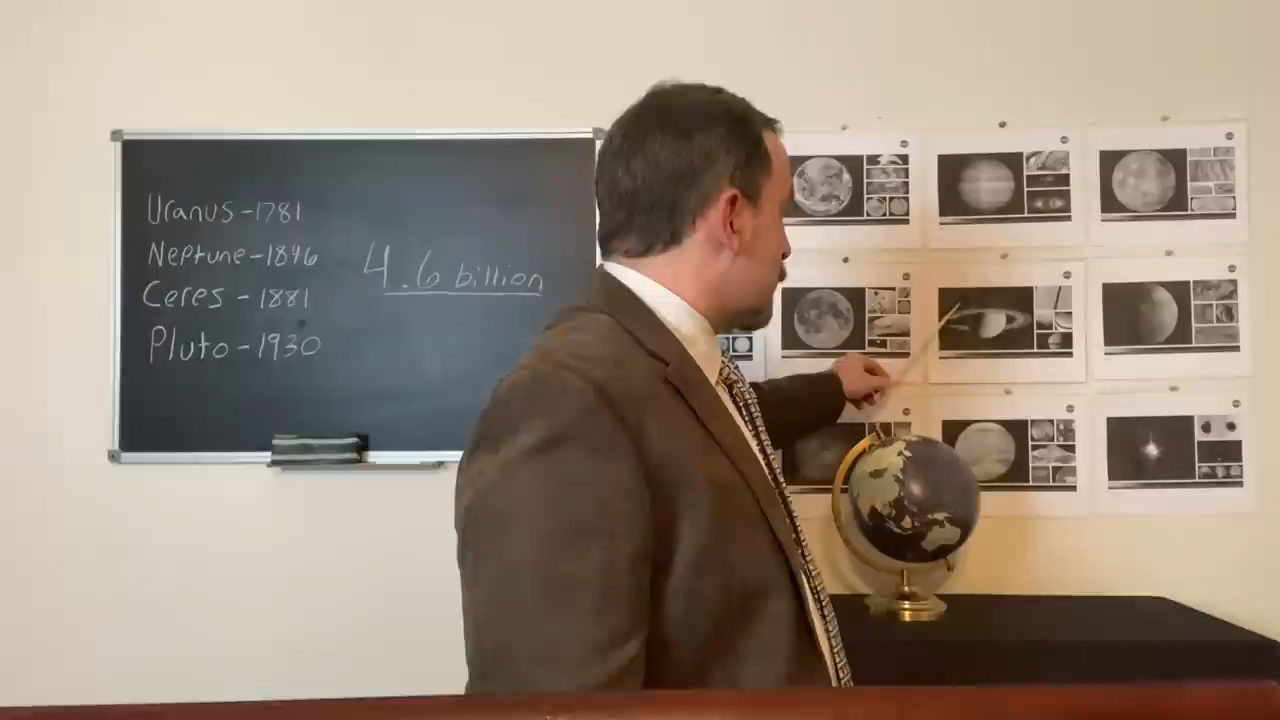 Uranus-1781
Neptune-1846
Ceres - 1881
Pluto-1930
4.6 billion